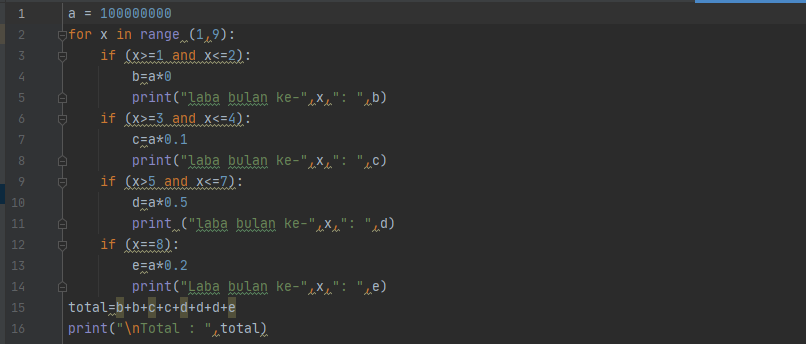 1 a = 100000000
2 for x in range (1,9):
3     if (x>=1 and x<=2):
4         b=a*0
5         print("laba bulan ke-",x,": ",b)
6     if (x>=3 and x<=4):
7         c=a*0.1
8         print("laba bulan ke-",x,": ",c)
9     if (x>5 and x<=7):
10         d=a*0.5
11         print ("laba bulan ke-",x,": ",d)
12     if (x==8):
13         e=a*0.2
14         print("Laba bulan ke-",x,": ",e)
15 total=b+b+c+c+d+d+d+e
16 print("\nTotal : ",total)